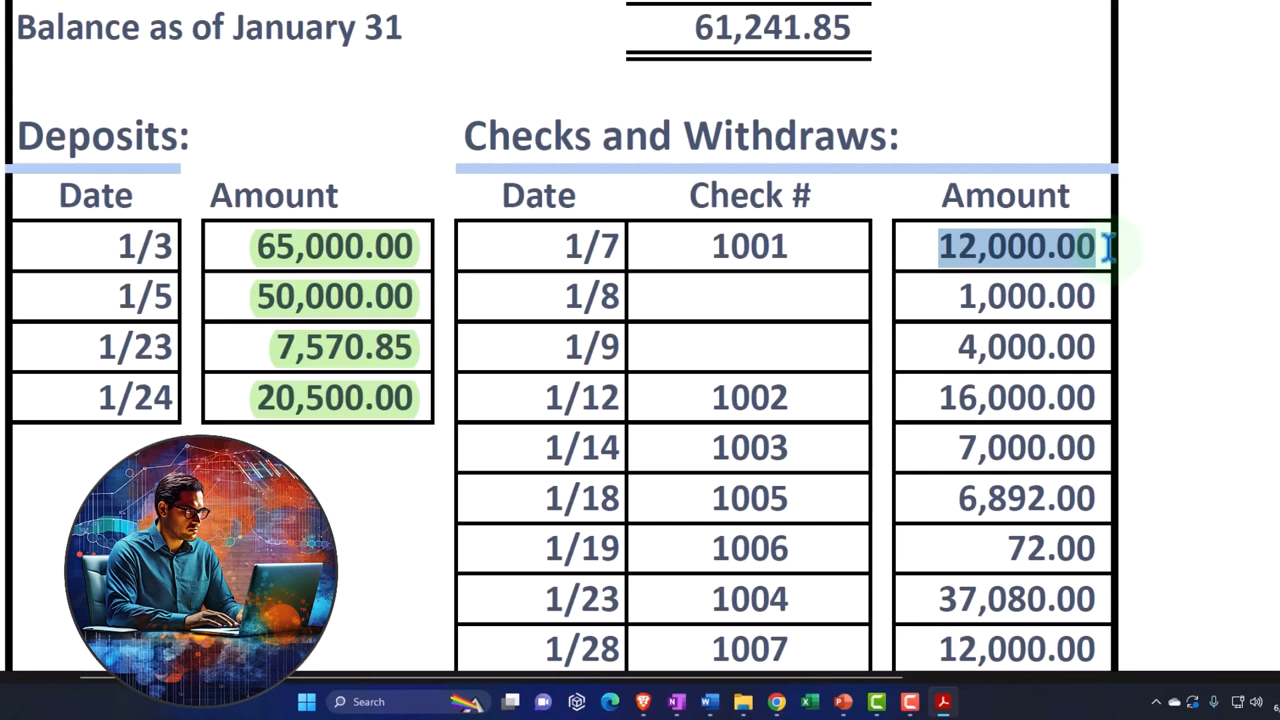 Balance as of January 31 61,241.85
Deposits: Checks and Withdraws:
Date Amount Date Check # Amount
1/3 65,000.00 1/7 1001 12,000.00
1/5 50,000.00 1/8 1,000.00
1/23 7,570.85 1/9 4,000.00
1/24 20,500.00 1/12 1002 16,000.00
1/14 1003 7,000.00
1/18 1005 6,892.00
1/19 1006 72.00
1/23 1004 37,080.00
1/28 1007 12,000.00
Search